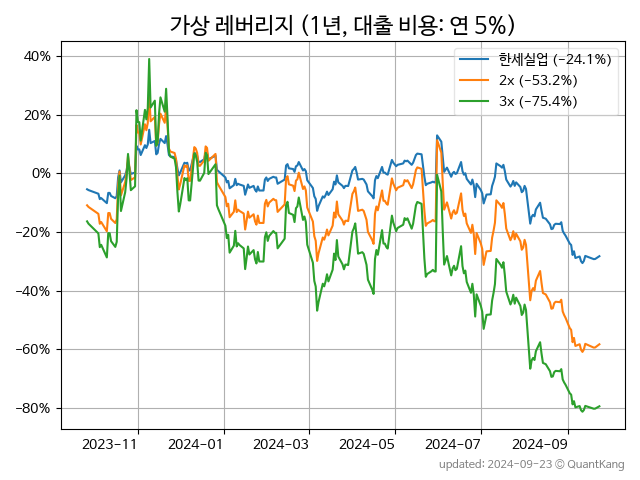 가상 레버리지 (1년, 대출 비용: 연 5%)
한세실업 (−24.1%)
2x (−53.2%)
3x (−75.4%)
40%
20%
0%
−20%
−40%
−60%
−80%
2023-11 2024-01 2024-03 2024-05 2024-07 2024-09
updated: 2024-09-23 © QuantKang